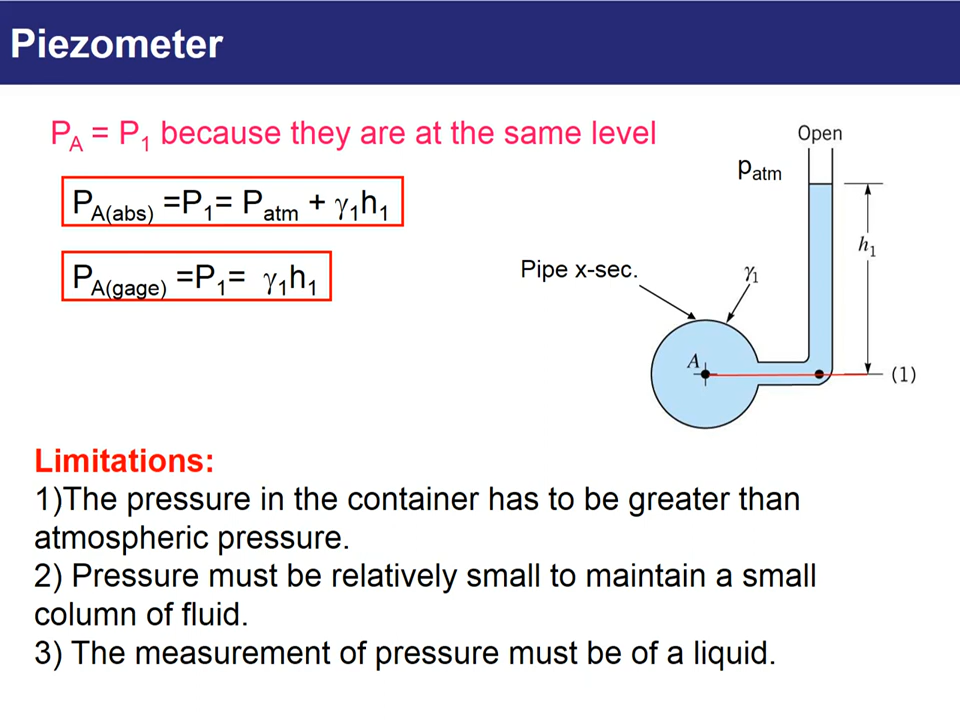 Piezometer
P_A = P_1 because they are at the same level
P_A(abs) =P_1= P_atm + γ_1h_1
P_A(gage) =P_1= γ_1h_1
Open
p_atm
h_1
Pipe x-sec.
γ_1
A
(1)
Limitations:
1)The pressure in the container has to be greater than
atmospheric pressure.
2) Pressure must be relatively small to maintain a small
column of fluid.
3) The measurement of pressure must be of a liquid.